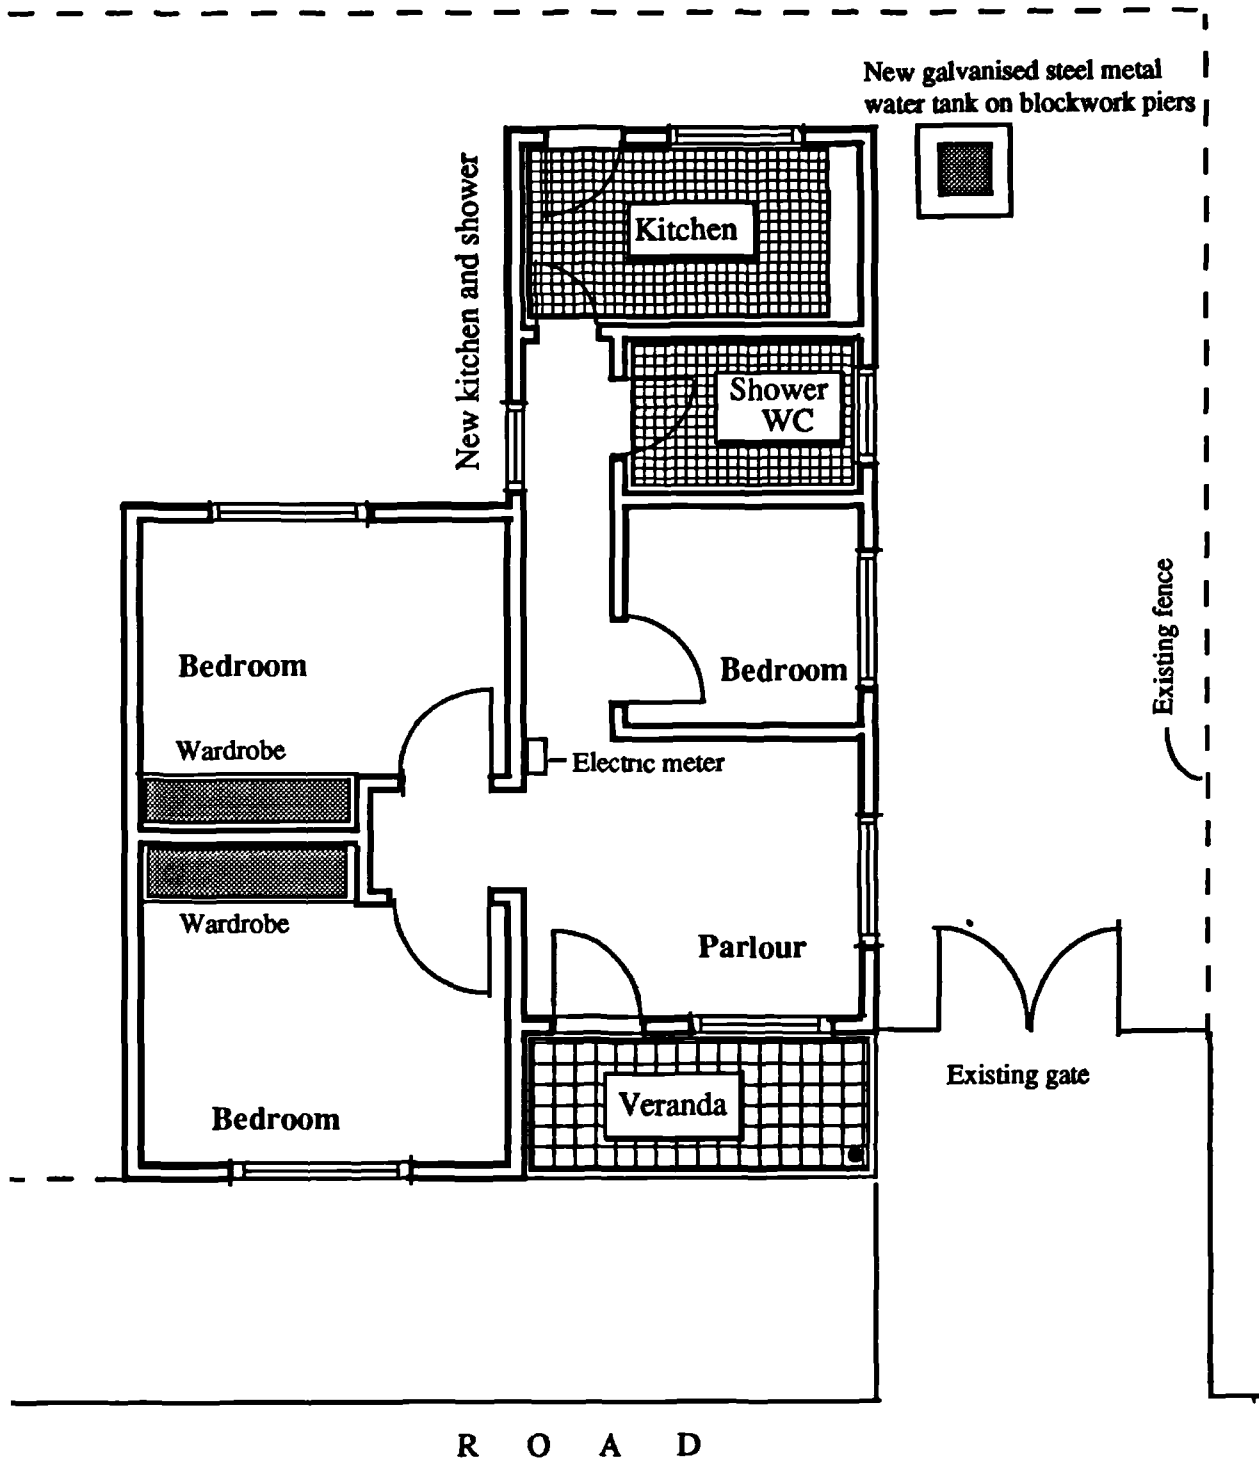 New galvanised steel metal
water tank on blockwork piers
New kitchen and shower
Kitchen
Shower
WC
Existing fence
Bedroom
Bedroom
Wardrobe
Electric meter
Wardrobe
Parlour
Existing gate
Veranda
Bedroom
ROAD